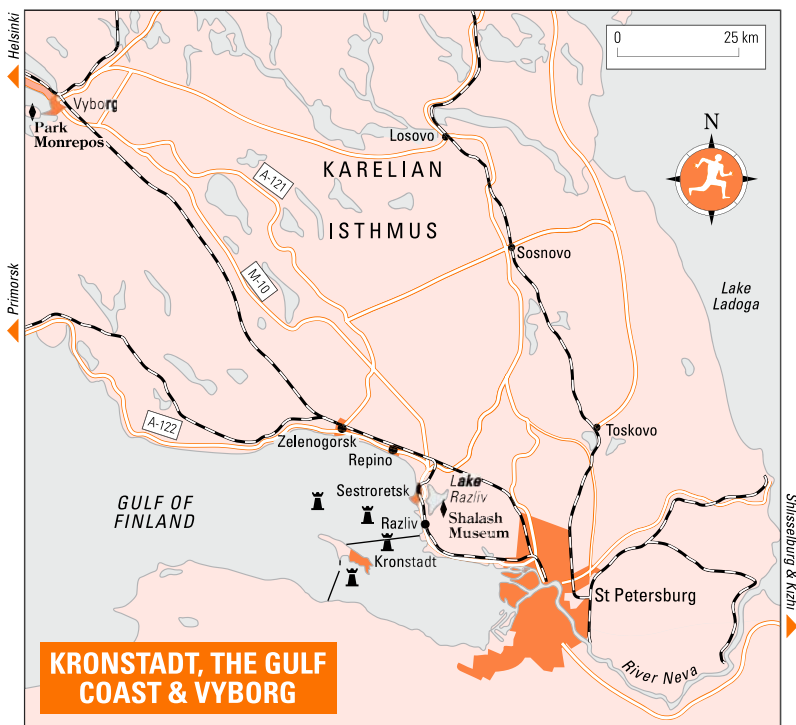 Helsinki
0 25 km
Vyborg
Park
Monrepos
Losovo
N
KARELIAN
ISTHMUS
A-121
Sosnovo
M-10
Lake
Ladoga
Primorsk
A-122
Zelenogorsk
Toskovo
Repino
Lake
Razliv
Sestroretsk
GULF OF
FINLAND
Razliv
Shalash
Museum
Kronstadt
Shlisselburg & Kizhi
St Petersburg
River Neva
KRONSTADT, THE GULF
COAST & VYBORG